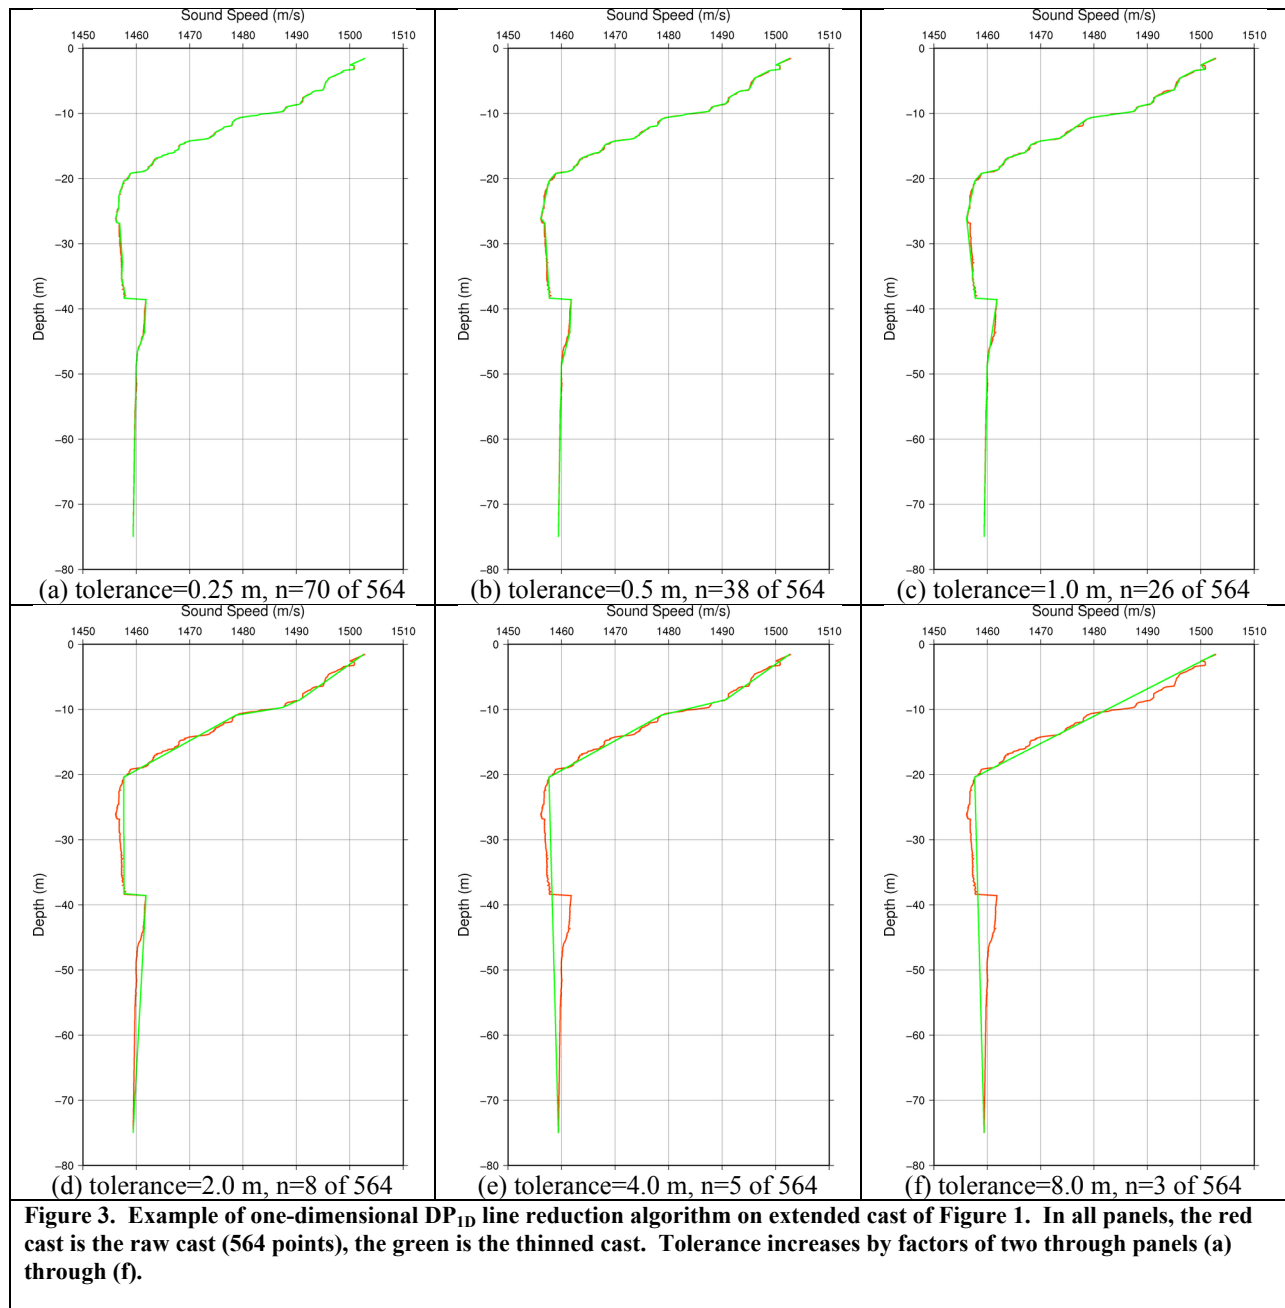 Sound Speed (m/s)
1450 1460 1470 1480 1490 1500 1510
0
−10
−20
−30
−40
−50
−60
−70
−80
Depth (m)
(a) tolerance=0.25 m, n=70 of 564
Sound Speed (m/s)
1450 1460 1470 1480 1490 1500 1510
0
−10
−20
−30
−40
−50
−60
−70
−80
Depth (m)
(b) tolerance=0.5 m, n=38 of 564
Sound Speed (m/s)
1450 1460 1470 1480 1490 1500 1510
0
−10
−20
−30
−40
−50
−60
−70
−80
Depth (m)
(c) tolerance=1.0 m, n=26 of 564
Sound Speed (m/s)
1450 1460 1470 1480 1490 1500 1510
0
−10
−20
−30
−40
−50
−60
−70
−80
Depth (m)
(d) tolerance=2.0 m, n=8 of 564
Sound Speed (m/s)
1450 1460 1470 1480 1490 1500 1510
0
−10
−20
−30
−40
−50
−60
−70
−80
Depth (m)
(e) tolerance=4.0 m, n=5 of 564
Sound Speed (m/s)
1450 1460 1470 1480 1490 1500 1510
0
−10
−20
−30
−40
−50
−60
−70
−80
Depth (m)
(f) tolerance=8.0 m, n=3 of 564
Figure 3. Example of one-dimensional DP1D line reduction algorithm on extended cast of Figure 1. In all panels, the red
cast is the raw cast (564 points), the green is the thinned cast. Tolerance increases by factors of two through panels (a)
through (f).